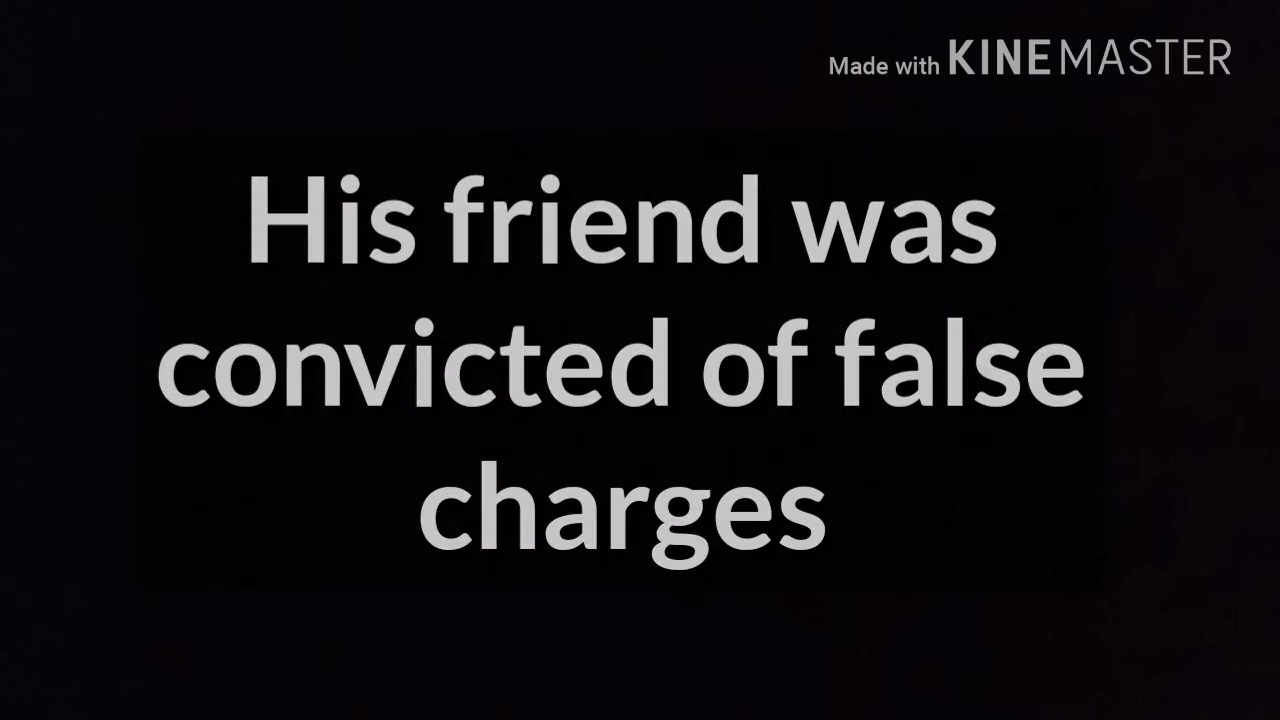 Made with KINEMASTER
His friend was
convicted of false
charges